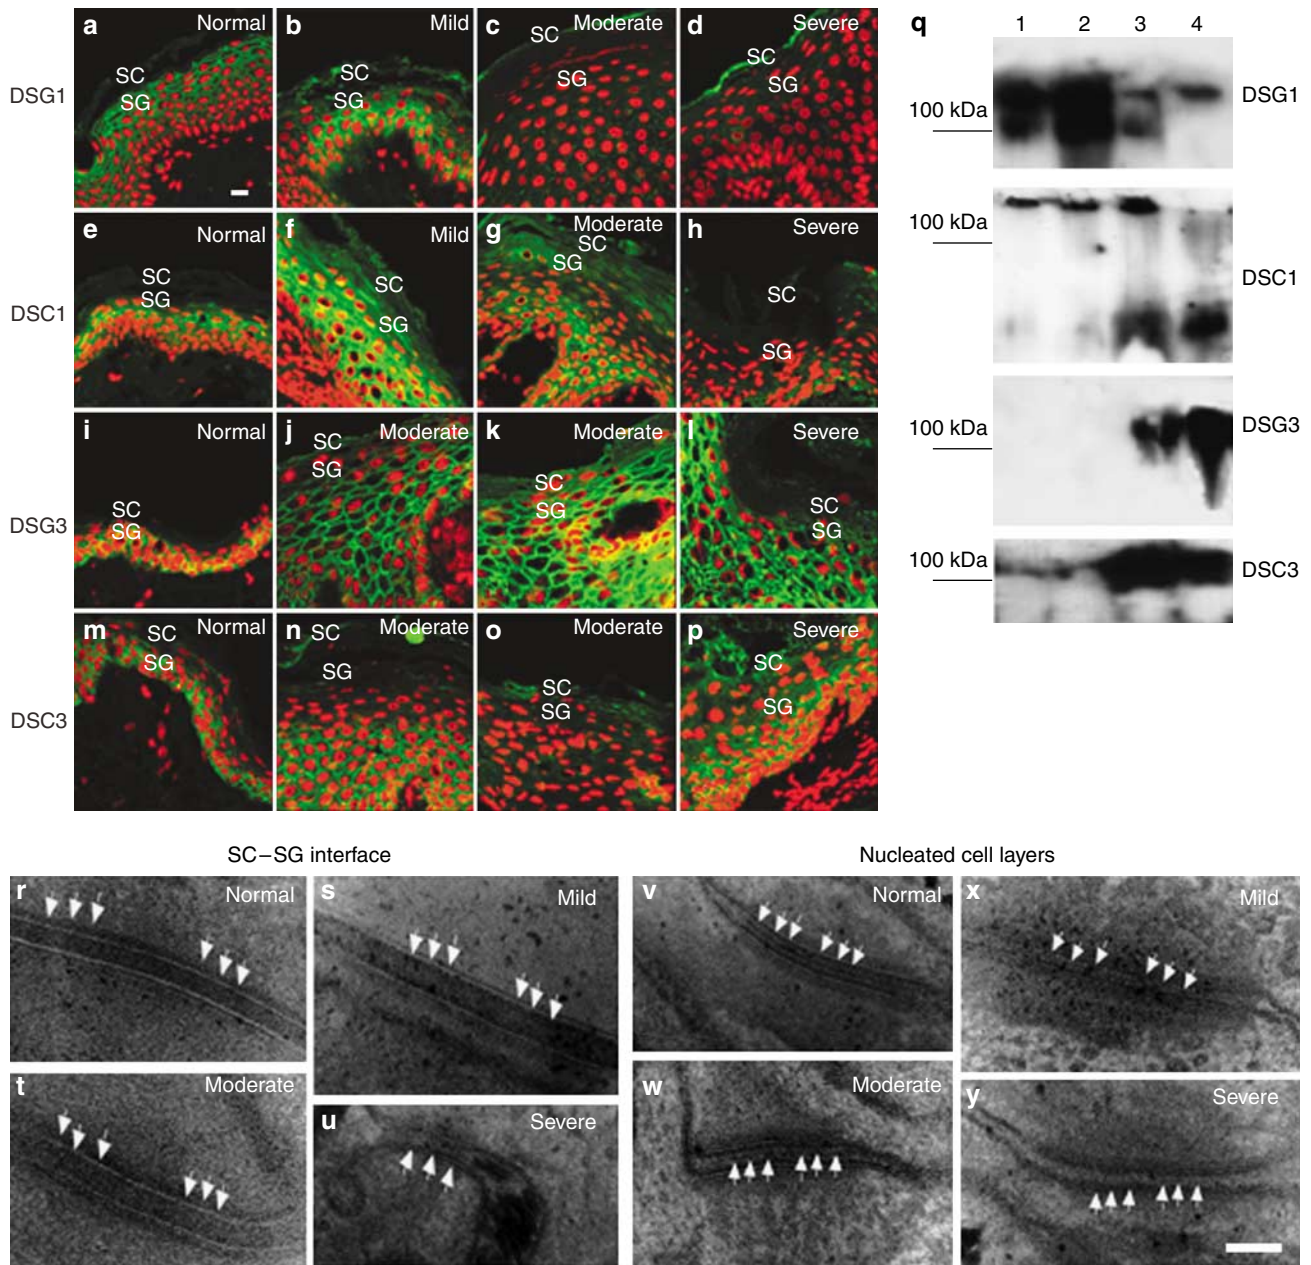 a Normal b Mild c Moderate d Severe
DSG1 SC SG SC SG SC SG SC SG
e Normal f Mild g Moderate h Severe
DSC1 SC SG SC SG SC SG SC SG
i Normal j Moderate k Moderate l Severe
DSG3 SC SG SC SG SC SG SC SG
m Normal n Moderate o Moderate p Severe
DSC3 SC SG SC SG SC SG SC SG
q 1 2 3 4
100 kDa DSG1
100 kDa DSC1
100 kDa DSG3
100 kDa DSC3
SC–SG interface
r Normal s Mild
t Moderate u Severe
Nucleated cell layers
v Normal x Mild
w Moderate y Severe